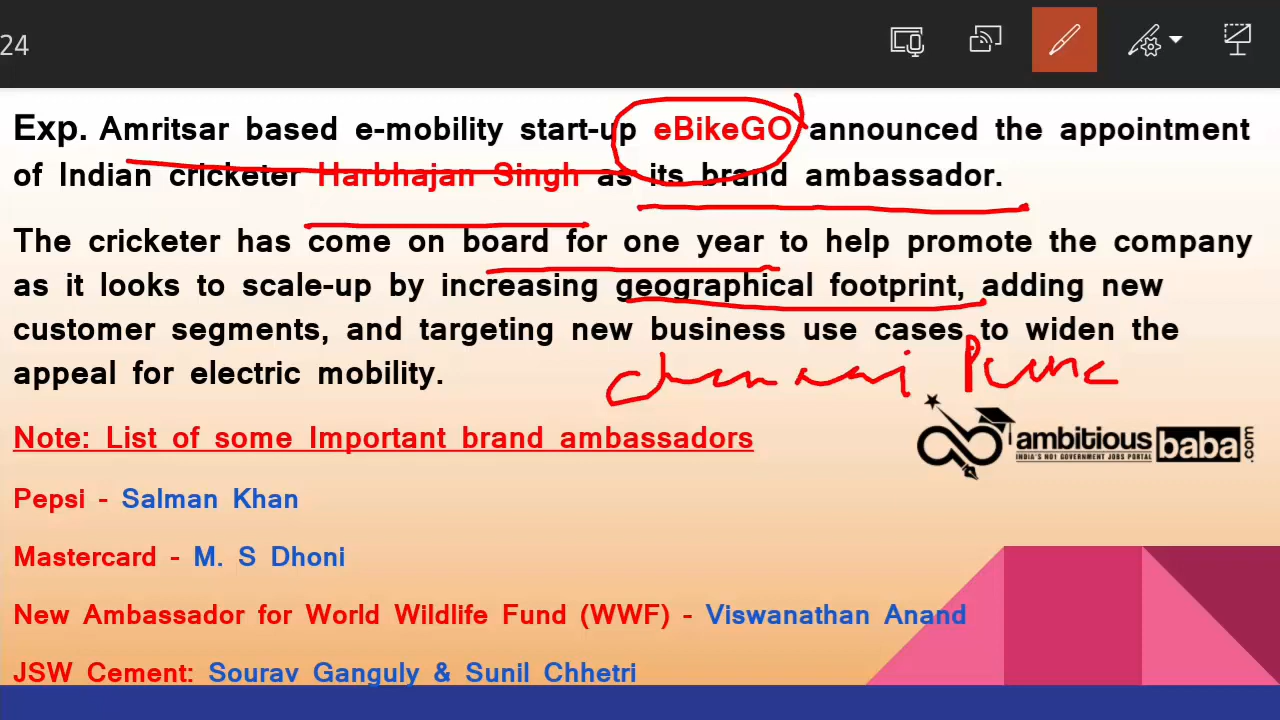 24
Exp. Amritsar based e-mobility start-up eBikeGO announced the appointment
of Indian cricketer Harbhajan Singh as its brand ambassador.
The cricketer has come on board for one year to help promote the company
as it looks to scale-up by increasing geographical footprint, adding new
customer segments, and targeting new business use cases to widen the
appeal for electric mobility.
Chennai Pune
Note: List of some Important brand ambassadors
ambitiousbaba.com
INDIA'S NO1 GOVERNMENT JOBS PORTAL
Pepsi - Salman Khan
Mastercard - M. S Dhoni
New Ambassador for World Wildlife Fund (WWF) - Viswanathan Anand
JSW Cement: Sourav Ganguly & Sunil Chhetri